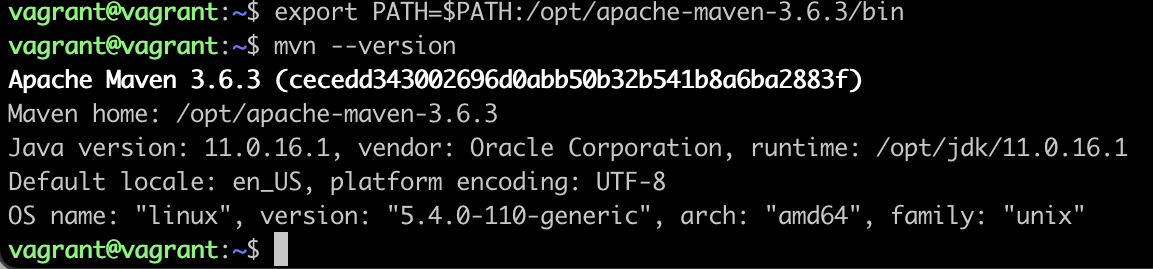 vagrant@vagrant:~$ export PATH=$PATH:/opt/apache-maven-3.6.3/bin
vagrant@vagrant:~$ mvn --version
Apache Maven 3.6.3 (cecedd343002696d0abb50b32b541b8a6ba2883f)
Maven home: /opt/apache-maven-3.6.3
Java version: 11.0.16.1, vendor: Oracle Corporation, runtime: /opt/jdk/11.0.16.1
Default locale: en_US, platform encoding: UTF-8
OS name: "linux", version: "5.4.0-110-generic", arch: "amd64", family: "unix"
vagrant@vagrant:~$